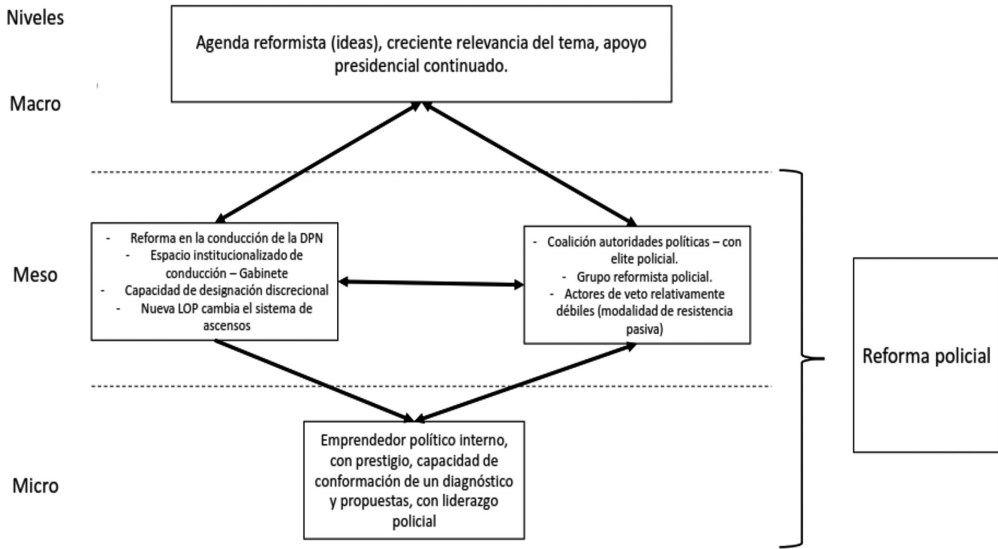 Niveles
Agenda reformista (ideas), creciente relevancia del tema, apoyo
presidencial continuado.
Macro
Meso
- Reforma en la conducción de la DPN
- Espacio institucionalizado de
conducción – Gabinete
- Capacidad de designación discrecional
- Nueva LOP cambia el sistema de
ascensos
- Coalición autoridades políticas – con
elite policial.
- Grupo reformista policial.
- Actores de veto relativamente
débiles (modalidad de resistencia
pasiva)
Reforma policial
Micro
Emprendedor político interno,
con prestigio, capacidad de
conformación de un diagnóstico
y propuestas, con liderazgo
policial